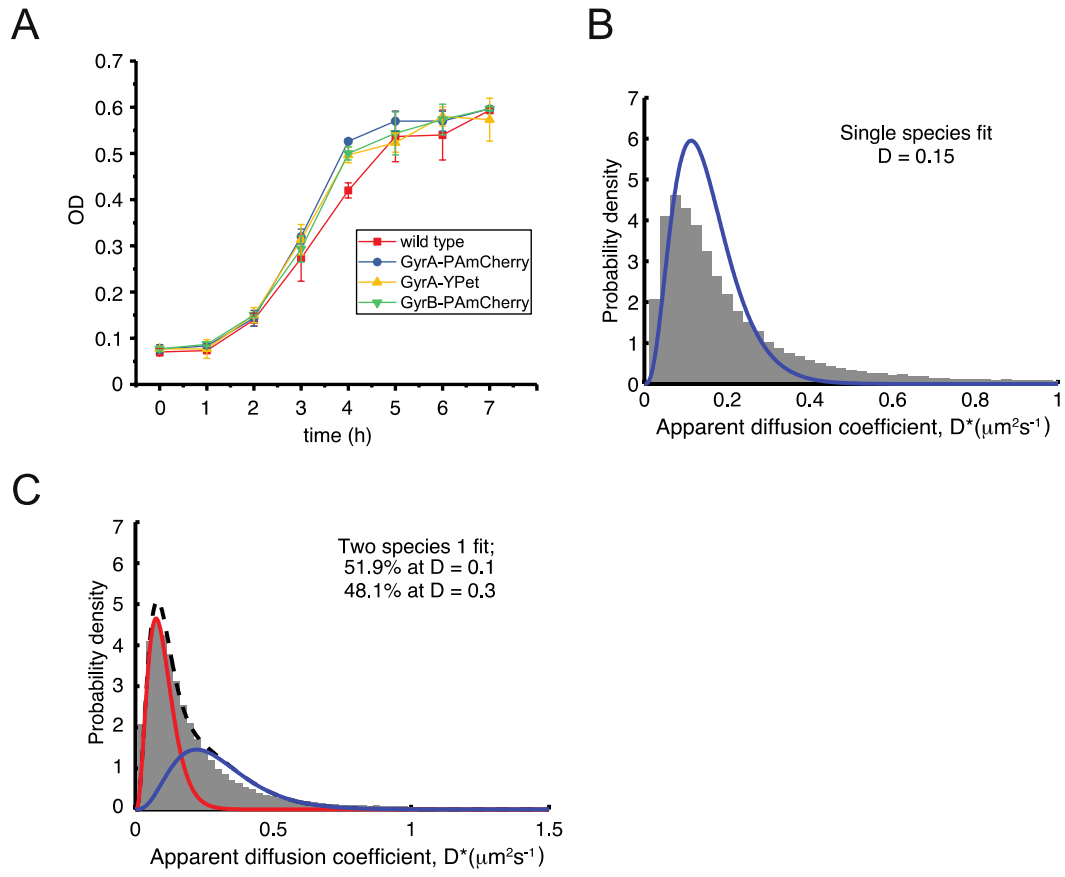 A
0.7
0.6
0.5
0.4
0.3
0.2
0.1
0
OD
wild type
GyrA-PAmCherry
GyrA-YPet
GyrB-PAmCherry
0 1 2 3 4 5 6 7
time (h)
B
7
6
5
4
3
2
1
0
Probability density
Single species fit
D = 0.15
0 0.2 0.4 0.6 0.8 1
Apparent diffusion coefficient, D*(μm²s⁻¹)
C
7
6
5
4
3
2
1
0
Probability density
Two species 1 fit;
51.9% at D = 0.1
48.1% at D = 0.3
0 0.5 1 1.5
Apparent diffusion coefficient, D*(μm²s⁻¹)